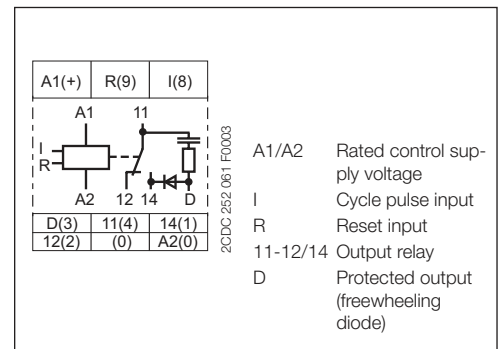 A1(+) R(9) I(8)
A1 11
I
R
A2 12 14 D
D(3) 11(4) 14(1)
12(2) (0) A2(0)
2CDC 252 061 F0003
A1/A2 Rated control sup-
ply voltage
I Cycle pulse input
R Reset input
11-12/14 Output relay
D Protected output
(freewheeling
diode)